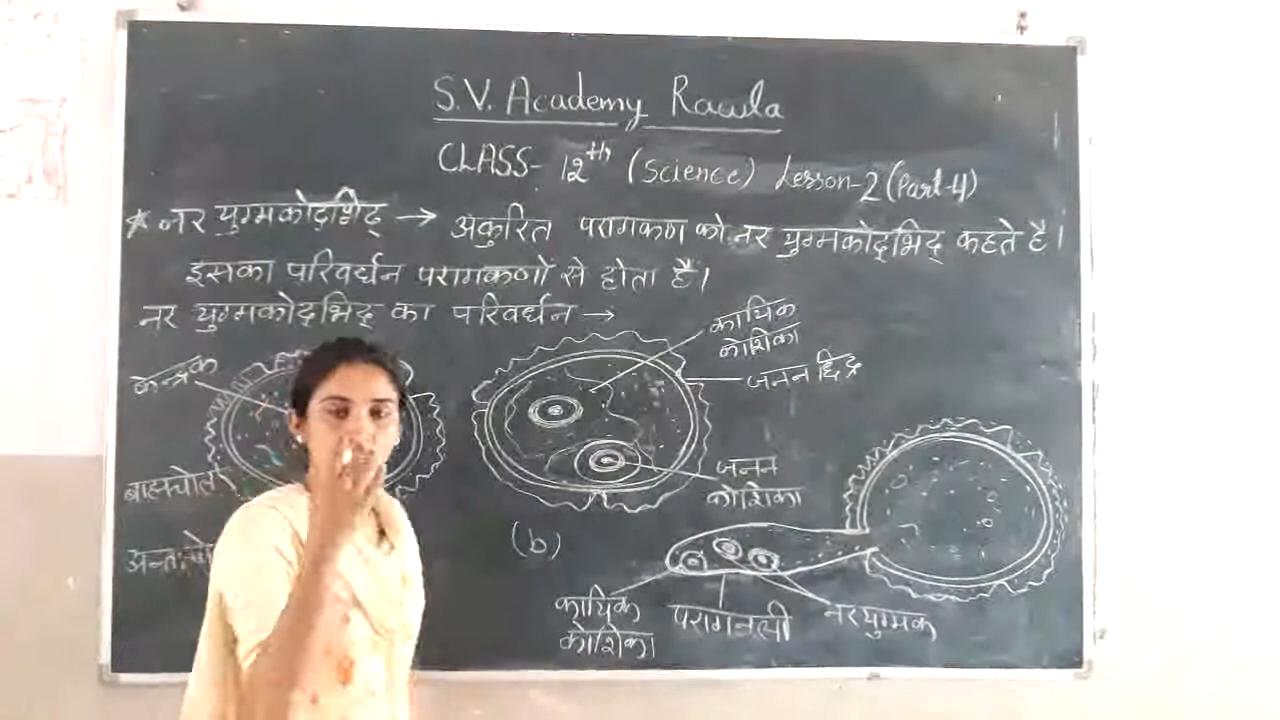 S.V. Academy Rawla
CLASS- 12th (Science) Lesson-2 (Part-4)
* नर युग्मकोद्भिद् → अंकुरित परागकण को नर युग्मकोद्भिद् कहते है।
इसका परिवर्धन परागकणों से होता है।
नर युग्मकोद्भिद् का परिवर्धन →
केन्द्रक
कायिक
कोशिका
जनन छिद्र
बाह्यचोल
जनन
कोशिका
(b)
कायिक
कोशिका
परागनली
नरयुग्मक